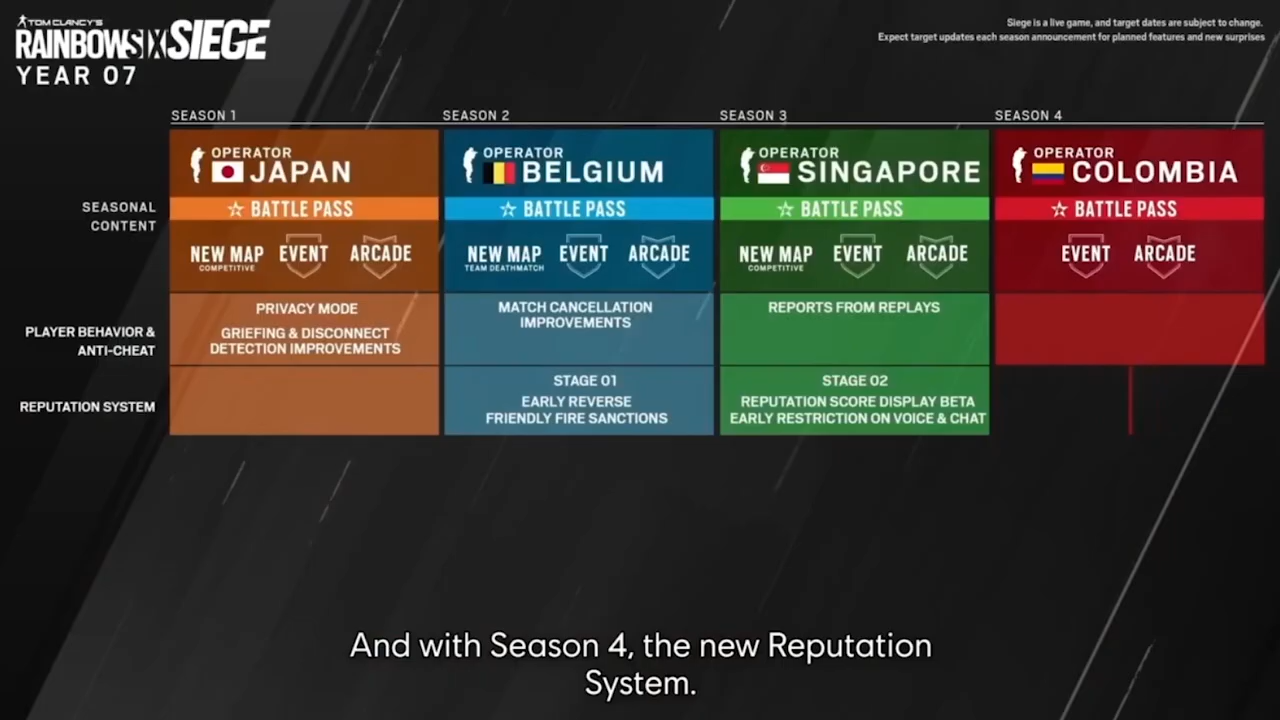 TOM CLANCY'S
RAINBOWSIX SIEGE
YEAR 07
Siege is a live game, and target dates are subject to change.
Expect target updates each season announcement for planned features and new surprises
SEASON 1
SEASON 2
SEASON 3
SEASON 4
OPERATOR
JAPAN
OPERATOR
BELGIUM
OPERATOR
SINGAPORE
OPERATOR
COLOMBIA
SEASONAL
CONTENT
BATTLE PASS
BATTLE PASS
BATTLE PASS
BATTLE PASS
NEW MAP
COMPETITIVE
EVENT
ARCADE
NEW MAP
TEAM DEATHMATCH
EVENT
ARCADE
NEW MAP
COMPETITIVE
EVENT
ARCADE
EVENT
ARCADE
PLAYER BEHAVIOR &
ANTI-CHEAT
PRIVACY MODE
GRIEFING & DISCONNECT
DETECTION IMPROVEMENTS
MATCH CANCELLATION
IMPROVEMENTS
REPORTS FROM REPLAYS
REPUTATION SYSTEM
STAGE 01
EARLY REVERSE
FRIENDLY FIRE SANCTIONS
STAGE 02
REPUTATION SCORE DISPLAY BETA
EARLY RESTRICTION ON VOICE & CHAT
And with Season 4, the new Reputation
System.